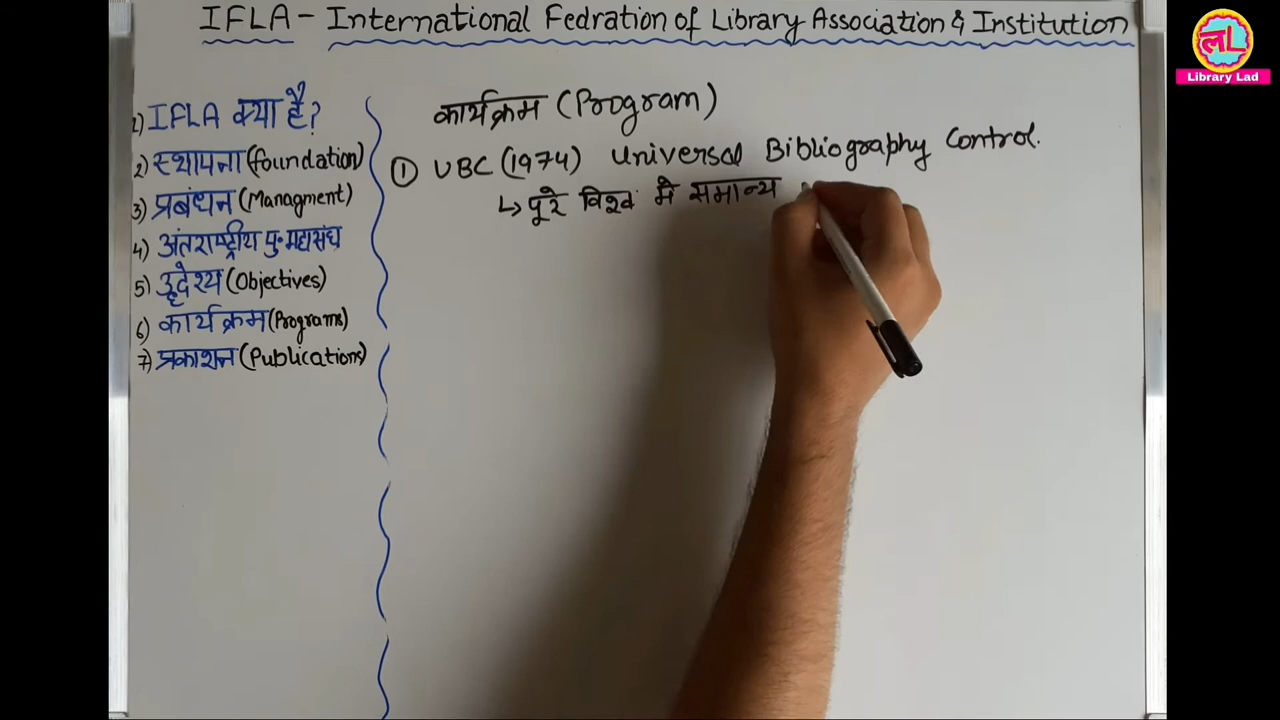 IFLA - International Fedration of Library Association & Institution
लL
Library Lad
1) IFLA क्या है?
2) स्थापना (foundation)
3) प्रबंधन (Managment)
4) अंतराष्ट्रीय पु. महासंघ
5) उद्देश्य (Objectives)
6) कार्यक्रम (Programs)
7) प्रकाशन (Publications)
कार्यक्रम (Program)
① UBC (1974) Universal Bibliography Control.
↳ पूरे विश्व में समान्य